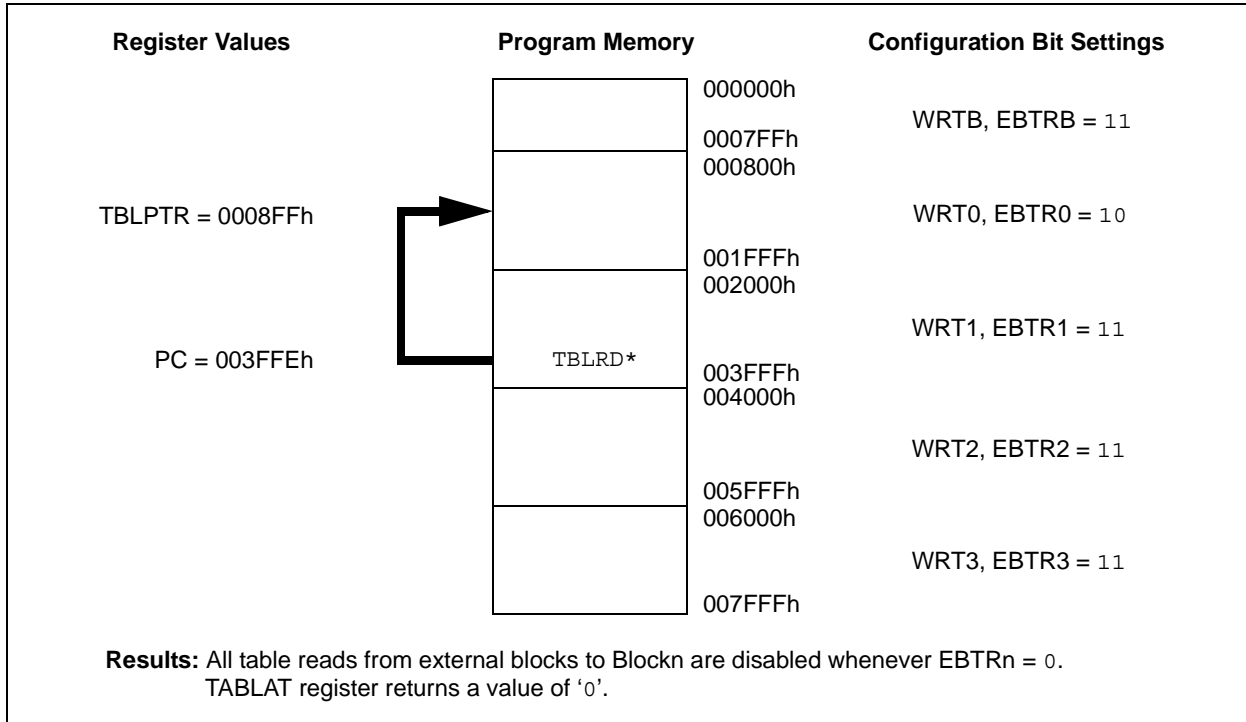 Register Values
Program Memory
Configuration Bit Settings
000000h
WRTB, EBTRB = 11
0007FFh
000800h
TBLPTR = 0008FFh
WRT0, EBTR0 = 10
001FFFh
002000h
WRT1, EBTR1 = 11
PC = 003FFEh
TBLRD*
003FFFh
004000h
WRT2, EBTR2 = 11
005FFFh
006000h
WRT3, EBTR3 = 11
007FFFh
Results: All table reads from external blocks to Blockn are disabled whenever EBTRn = 0.
TABLAT register returns a value of ‘0’.